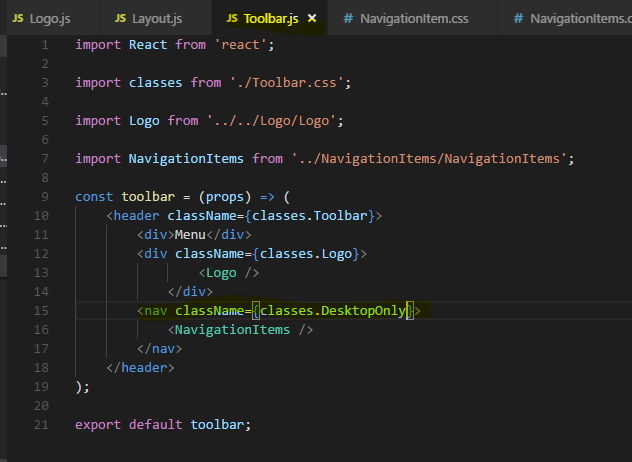 JS Logo.js JS Layout.js JS Toolbar.js × # NavigationItem.css # NavigationItems.c
1 import React from 'react';
2
3 import classes from './Toolbar.css';
4
5 import Logo from '../../Logo/Logo';
6
7 import NavigationItems from '../NavigationItems/NavigationItems';
8
9 const toolbar = (props) => (
10 <header className={classes.Toolbar}>
11 <div>Menu</div>
12 <div className={classes.Logo}>
13 <Logo />
14 </div>
15 <nav className={classes.DesktopOnly}>
16 <NavigationItems />
17 </nav>
18 </header>
19 );
20
21 export default toolbar;